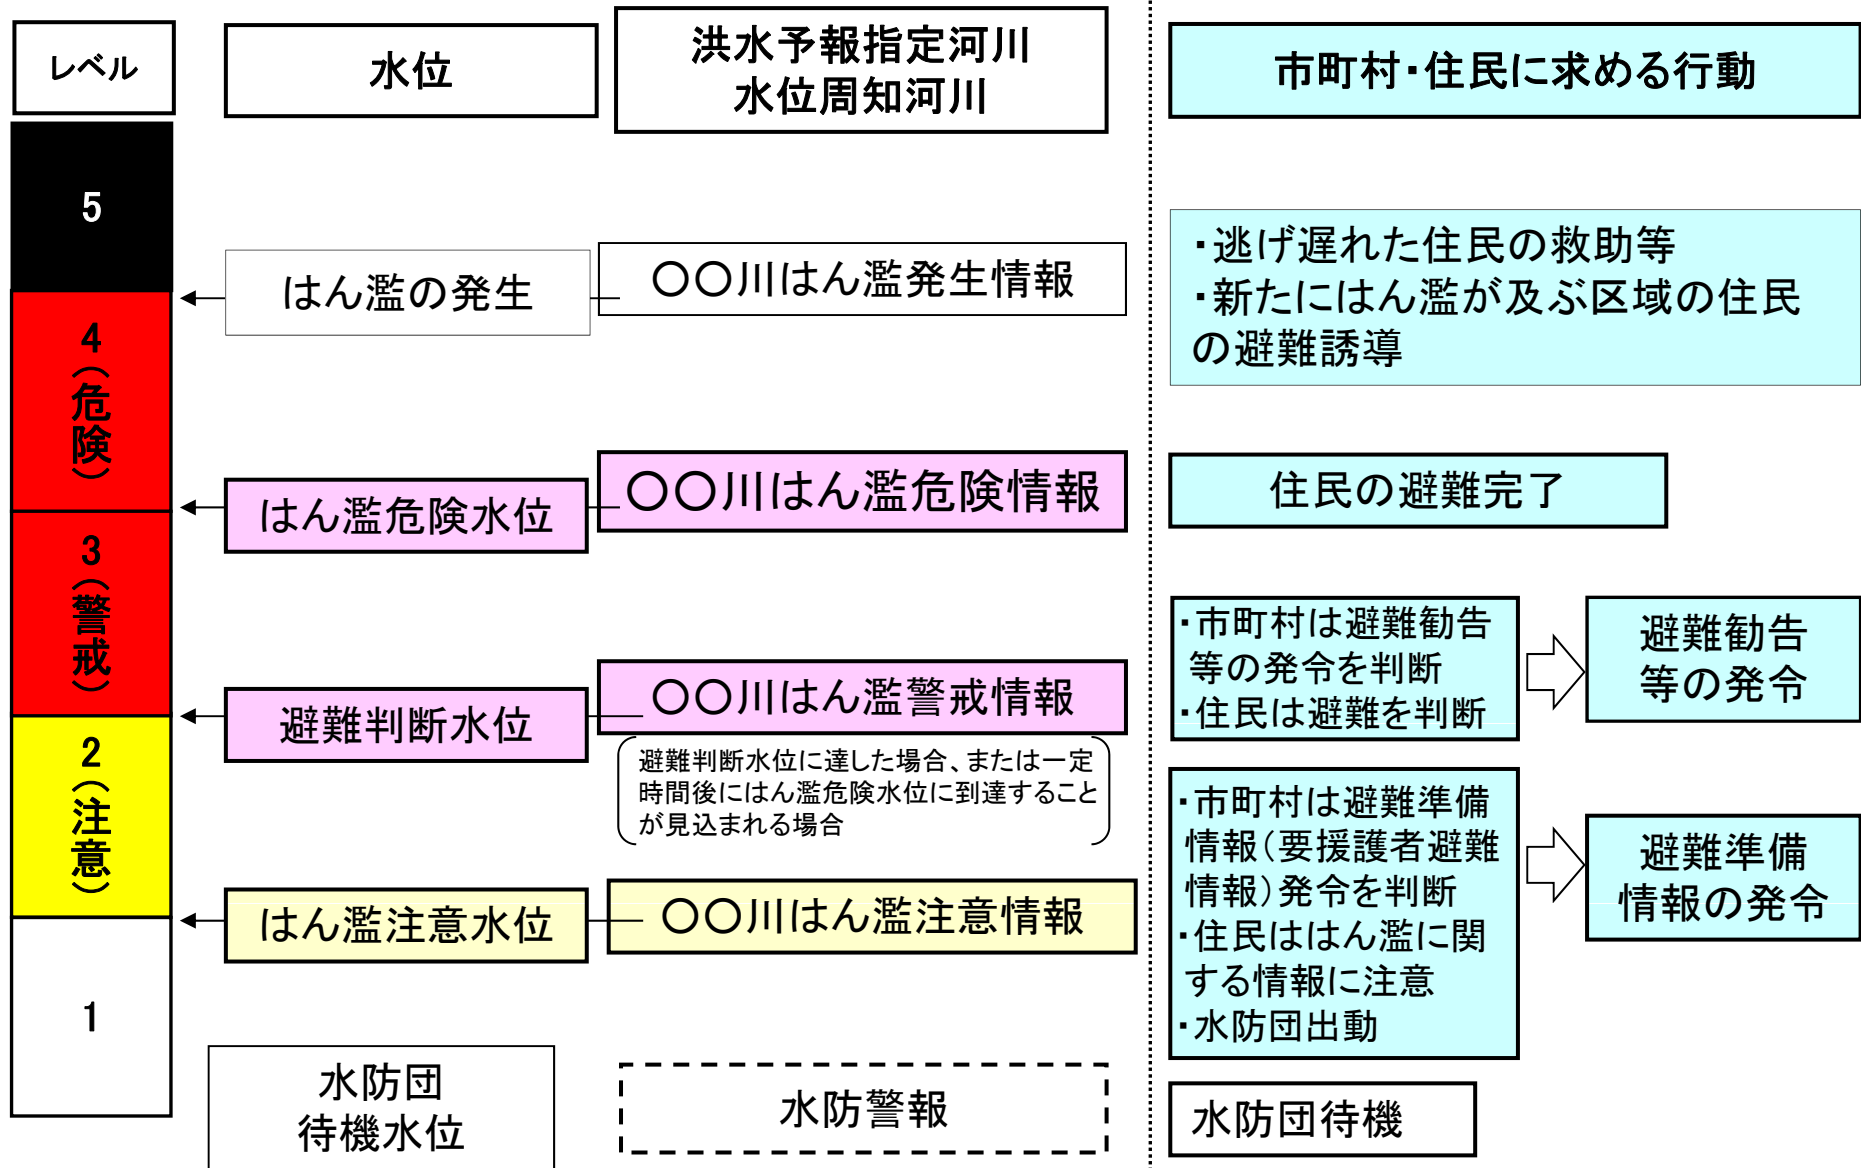 レベル
水位
洪水予報指定河川
水位周知河川
市町村・住民に求める行動
5
はん濫の発生
〇〇川はん濫発生情報
・逃げ遅れた住民の救助等
・新たにはん濫が及ぶ区域の住民
の避難誘導
4(危険)
はん濫危険水位
〇〇川はん濫危険情報
住民の避難完了
3(警戒)
避難判断水位
〇〇川はん濫警戒情報
避難判断水位に達した場合、または一定
時間後にはん濫危険水位に到達すること
が見込まれる場合
・市町村は避難勧告
等の発令を判断
・住民は避難を判断
避難勧告
等の発令
2(注意)
はん濫注意水位
〇〇川はん濫注意情報
・市町村は避難準備
情報(要援護者避難
情報)発令を判断
・住民ははん濫に関
する情報に注意
・水防団出動
避難準備
情報の発令
1
水防団
待機水位
水防警報
水防団待機